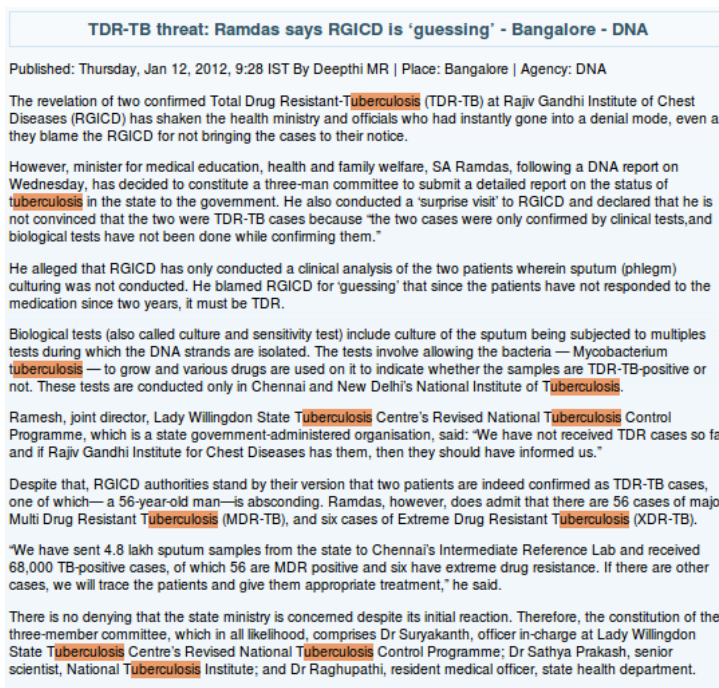 TDR-TB threat: Ramdas says RGICD is ‘guessing’ - Bangalore - DNA
Published: Thursday, Jan 12, 2012, 9:28 IST By Deepthi MR | Place: Bangalore | Agency: DNA
The revelation of two confirmed Total Drug Resistant-Tuberculosis (TDR-TB) at Rajiv Gandhi Institute of Chest
Diseases (RGICD) has shaken the health ministry and officials who had instantly gone into a denial mode, even a
they blame the RGICD for not bringing the cases to their notice.
However, minister for medical education, health and family welfare, SA Ramdas, following a DNA report on
Wednesday, has decided to constitute a three-man committee to submit a detailed report on the status of
tuberculosis in the state to the government. He also conducted a ‘surprise visit’ to RGICD and declared that he is
not convinced that the two were TDR-TB cases because “the two cases were only confirmed by clinical tests,and
biological tests have not been done while confirming them.”
He alleged that RGICD has only conducted a clinical analysis of the two patients wherein sputum (phlegm)
culturing was not conducted. He blamed RGICD for ‘guessing’ that since the patients have not responded to the
medication since two years, it must be TDR.
Biological tests (also called culture and sensitivity test) include culture of the sputum being subjected to multiples
tests during which the DNA strands are isolated. The tests involve allowing the bacteria — Mycobacterium
tuberculosis — to grow and various drugs are used on it to indicate whether the samples are TDR-TB-positive or
not. These tests are conducted only in Chennai and New Delhi’s National Institute of Tuberculosis.
Ramesh, joint director, Lady Willingdon State Tuberculosis Centre’s Revised National Tuberculosis Control
Programme, which is a state government-administered organisation, said: “We have not received TDR cases so fa
and if Rajiv Gandhi Institute for Chest Diseases has them, then they should have informed us.”
Despite that, RGICD authorities stand by their version that two patients are indeed confirmed as TDR-TB cases,
one of which— a 56-year-old man—is absconding. Ramdas, however, does admit that there are 56 cases of majo
Multi Drug Resistant Tuberculosis (MDR-TB), and six cases of Extreme Drug Resistant Tuberculosis (XDR-TB).
“We have sent 4.8 lakh sputum samples from the state to Chennai’s Intermediate Reference Lab and received
68,000 TB-positive cases, of which 56 are MDR positive and six have extreme drug resistance. If there are other
cases, we will trace the patients and give them appropriate treatment,” he said.
There is no denying that the state ministry is concerned despite its initial reaction. Therefore, the constitution of the
three-member committee, which in all likelihood, comprises Dr Suryakanth, officer in-charge at Lady Willingdon
State Tuberculosis Centre’s Revised National Tuberculosis Control Programme; Dr Sathya Prakash, senior
scientist, National Tuberculosis Institute; and Dr Raghupathi, resident medical officer, state health department.